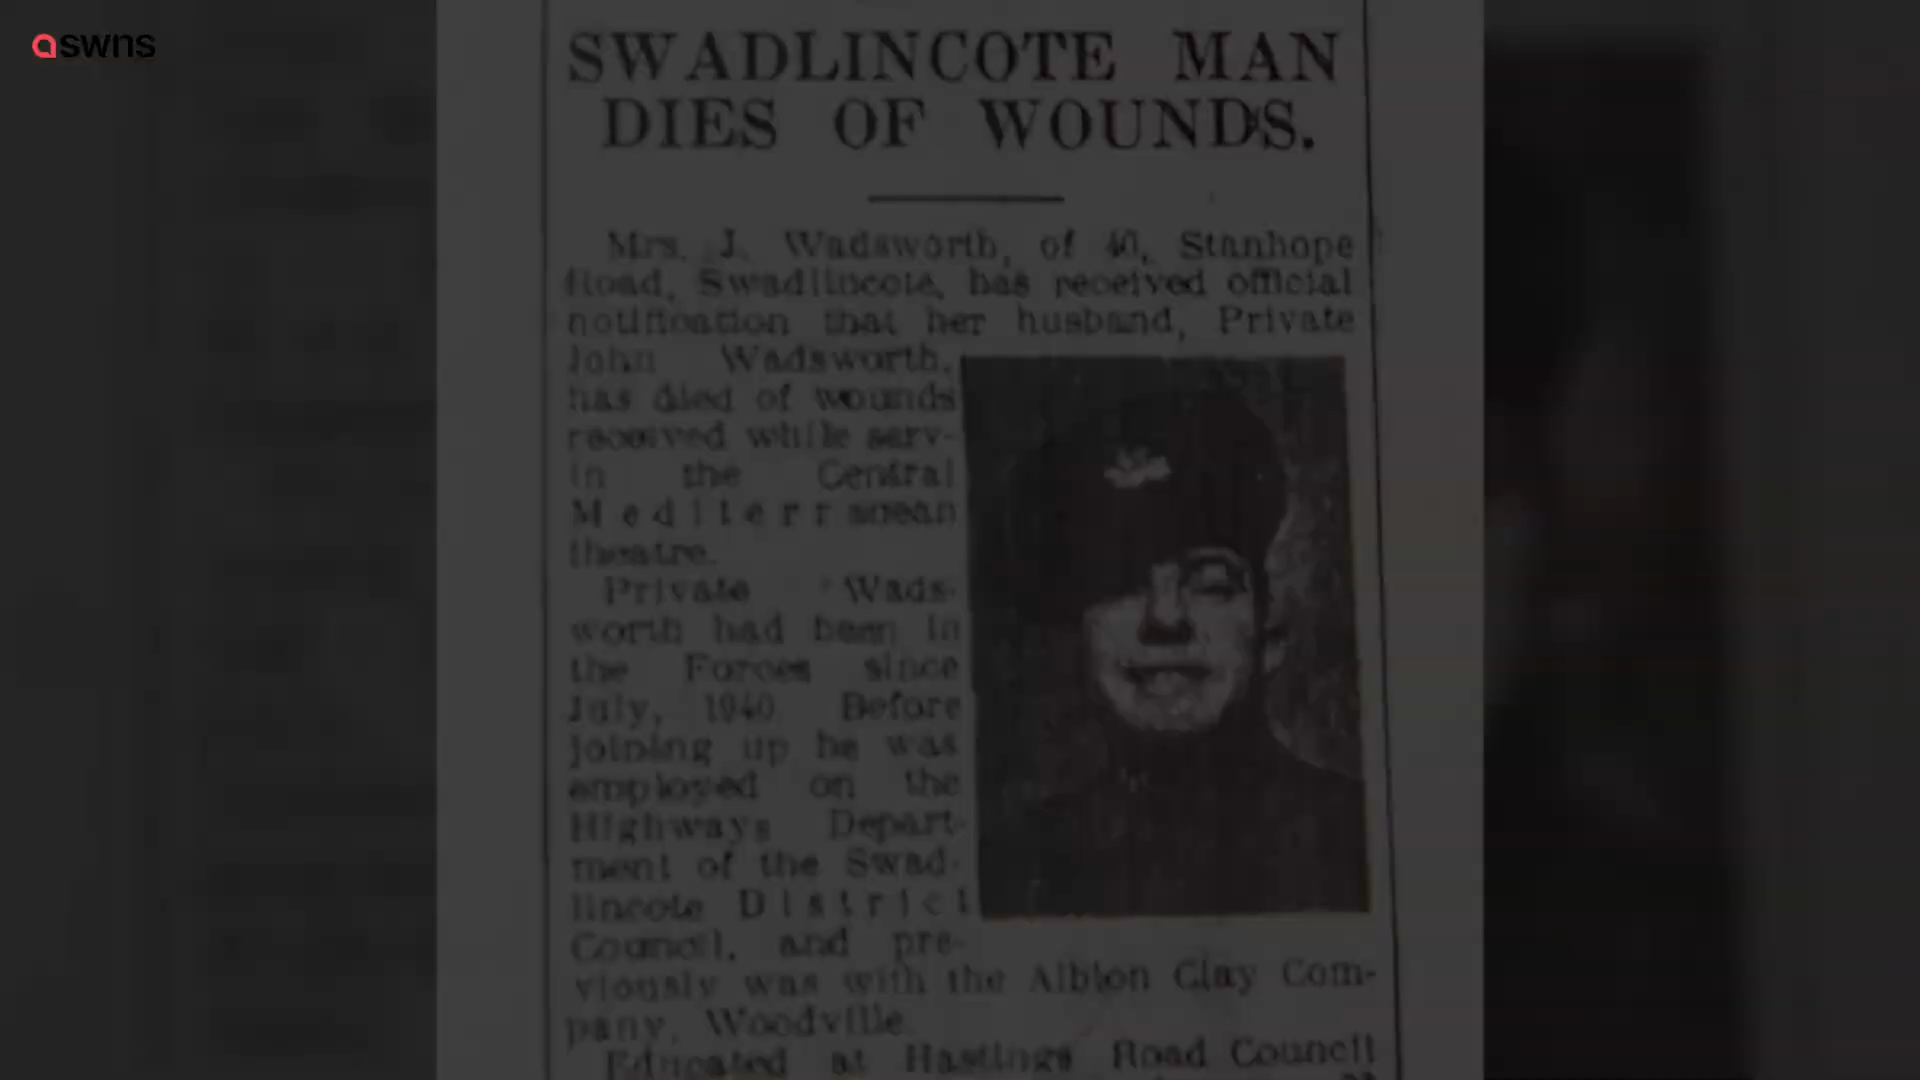 swns
SWADLINCOTE MAN
DIES OF WOUNDS.
Mrs. J. Wadsworth, of 40, Stanhope
Road, Swadlincote, has received official
notification that her husband, Private
John Wadsworth,
has died of wounds
received while serv-
in the Central
Mediterranean
theatre.
Private Wads-
worth had been in
the Forces since
July, 1940. Before
joining up he was
employed on the
Highways Depart-
ment of the Swad-
lincote District
Council, and pre-
viously was with the Albion Clay Com-
pany, Woodville.
Educated at Hastings Road Council